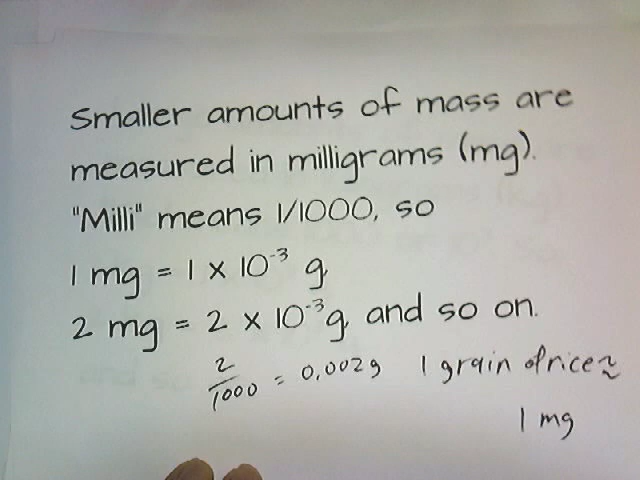 Smaller amounts of mass are
measured in milligrams (mg).
"Milli" means 1/1000, so
1 mg = 1 x 10⁻³ g
2 mg = 2 x 10⁻³ g, and so on.
2/1000 = 0.002g 1 grain of rice ≈
1 mg